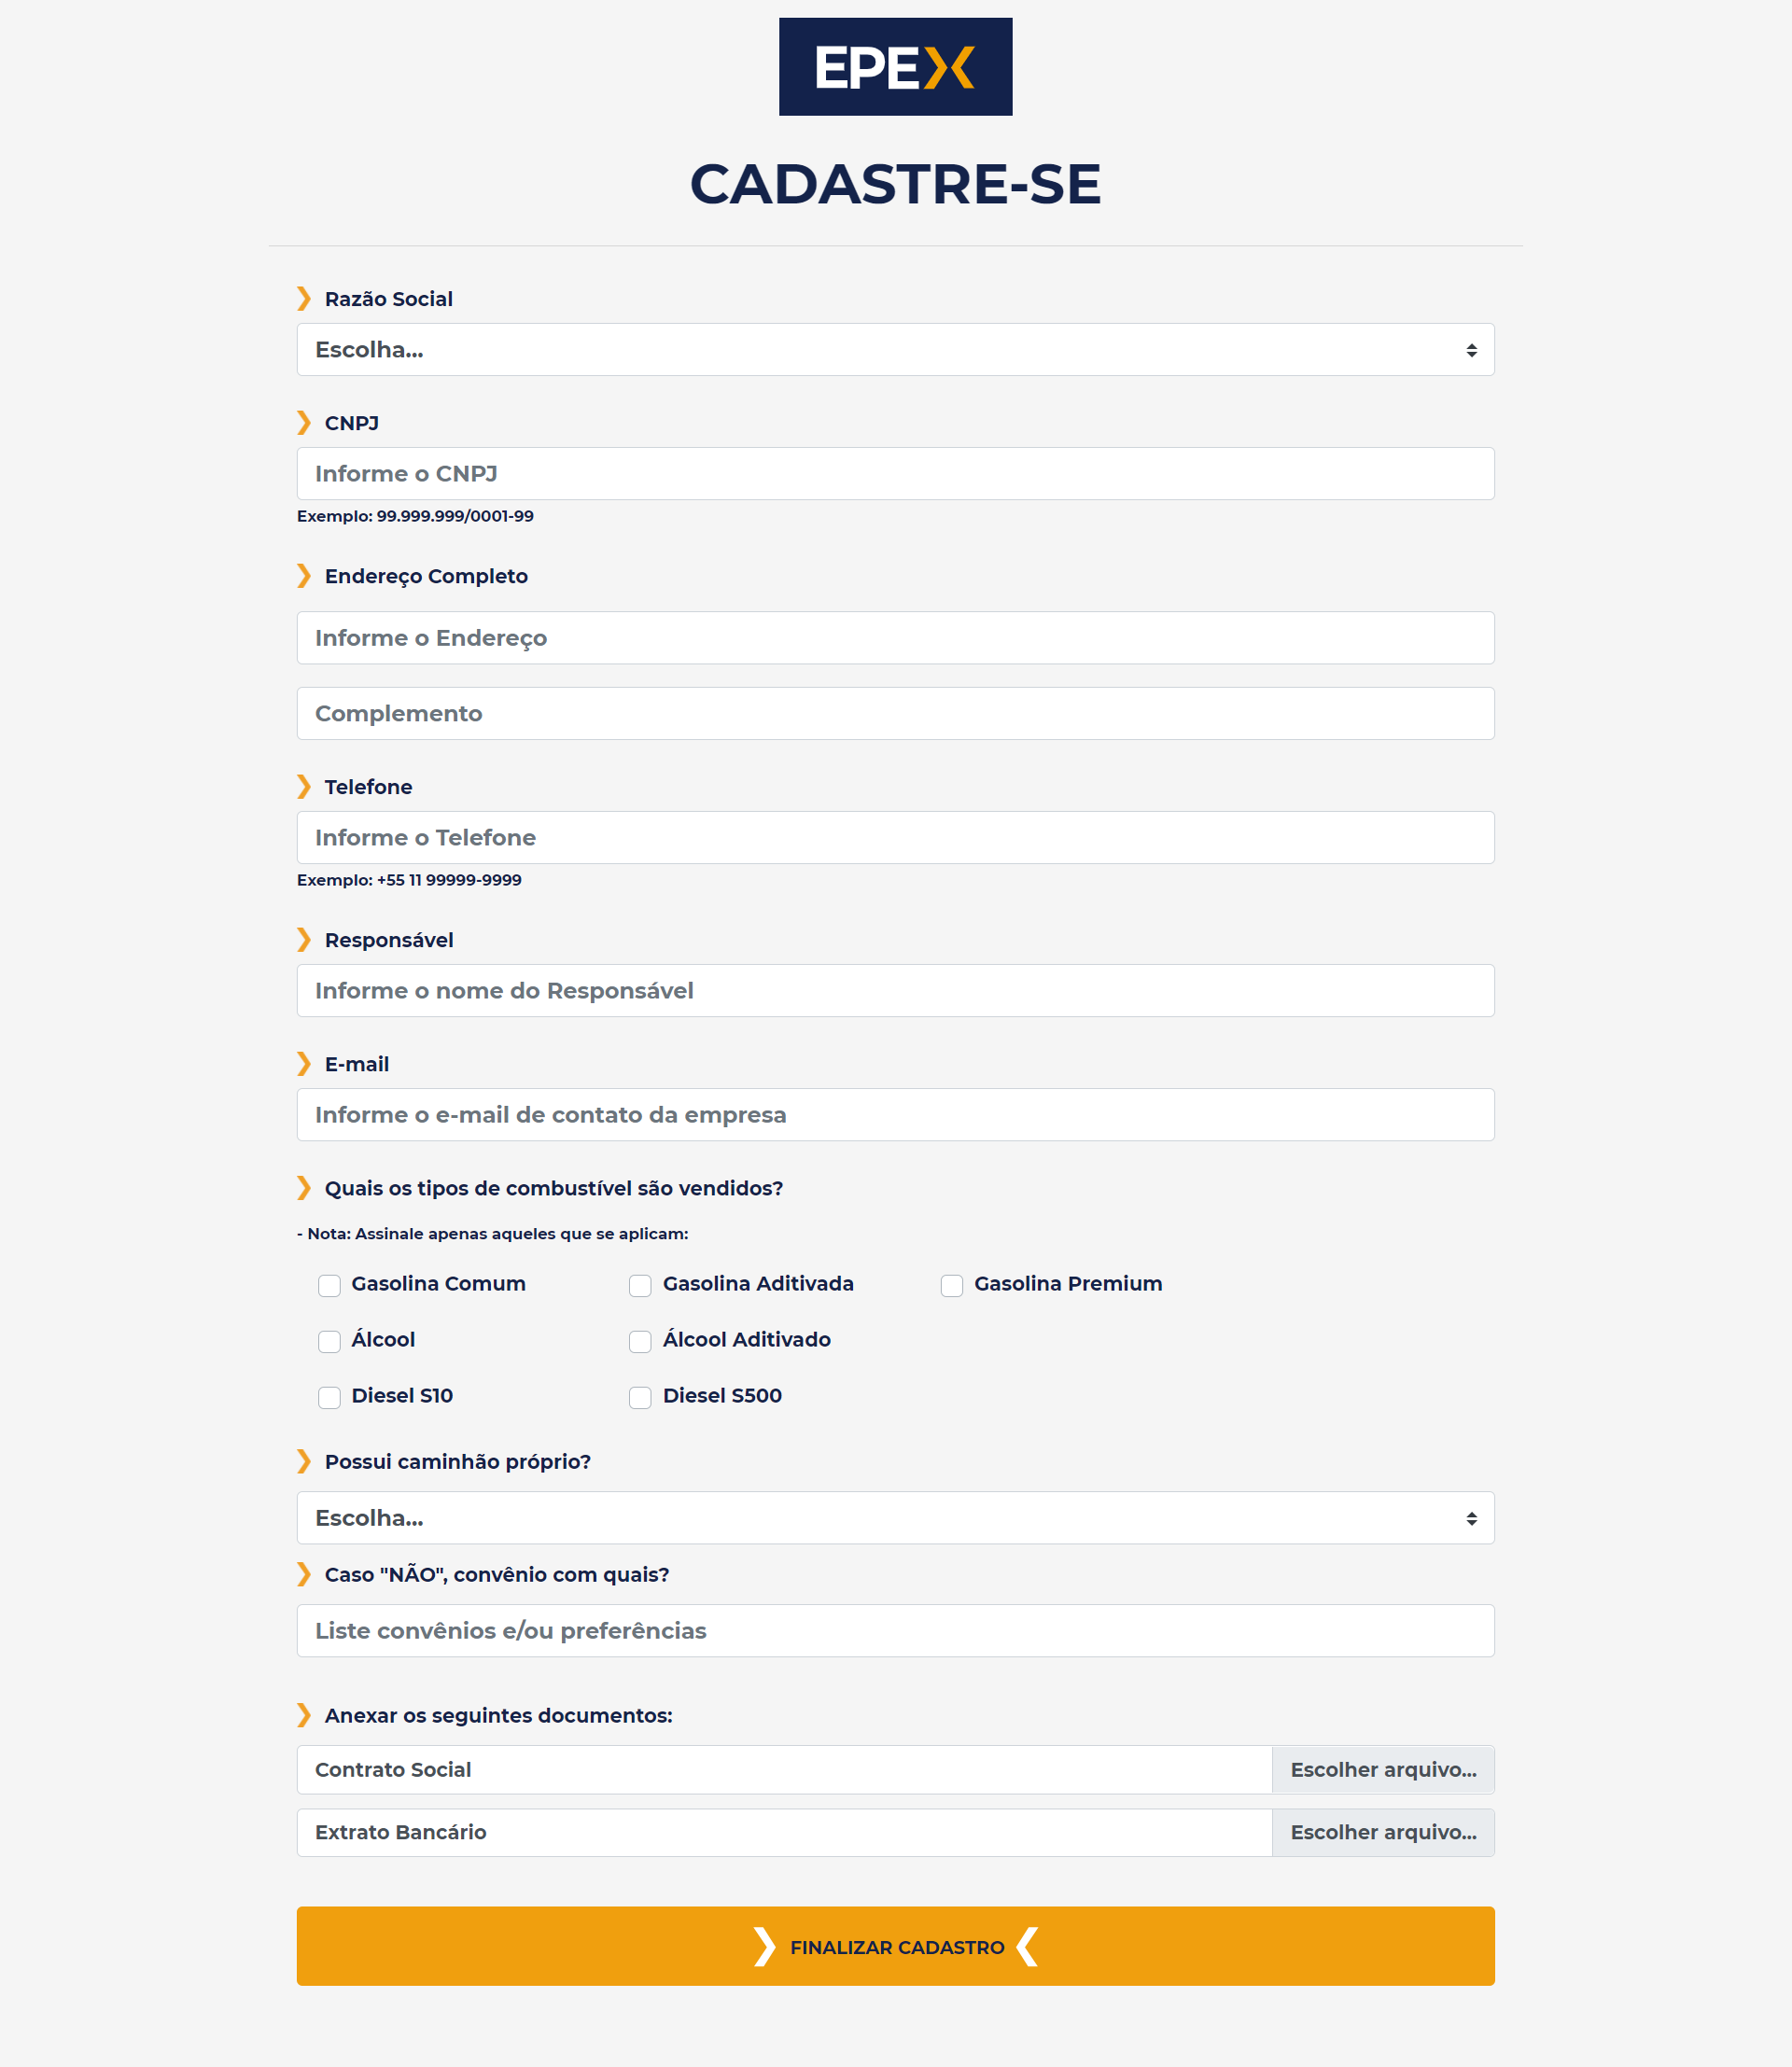 EPEX
CADASTRE-SE
Razão Social
Escolha...
CNPJ
Informe o CNPJ
Exemplo: 99.999.999/0001-99
Endereço Completo
Informe o Endereço
Complemento
Telefone
Informe o Telefone
Exemplo: +55 11 99999-9999
Responsável
Informe o nome do Responsável
E-mail
Informe o e-mail de contato da empresa
Quais os tipos de combustível são vendidos?
- Nota: Assinale apenas aqueles que se aplicam:
Gasolina Comum Gasolina Aditivada Gasolina Premium
Álcool Álcool Aditivado
Diesel S10 Diesel S500
Possui caminhão próprio?
Escolha...
Caso "NÃO", convênio com quais?
Liste convênios e/ou preferências
Anexar os seguintes documentos:
Contrato Social Escolher arquivo...
Extrato Bancário Escolher arquivo...
FINALIZAR CADASTRO